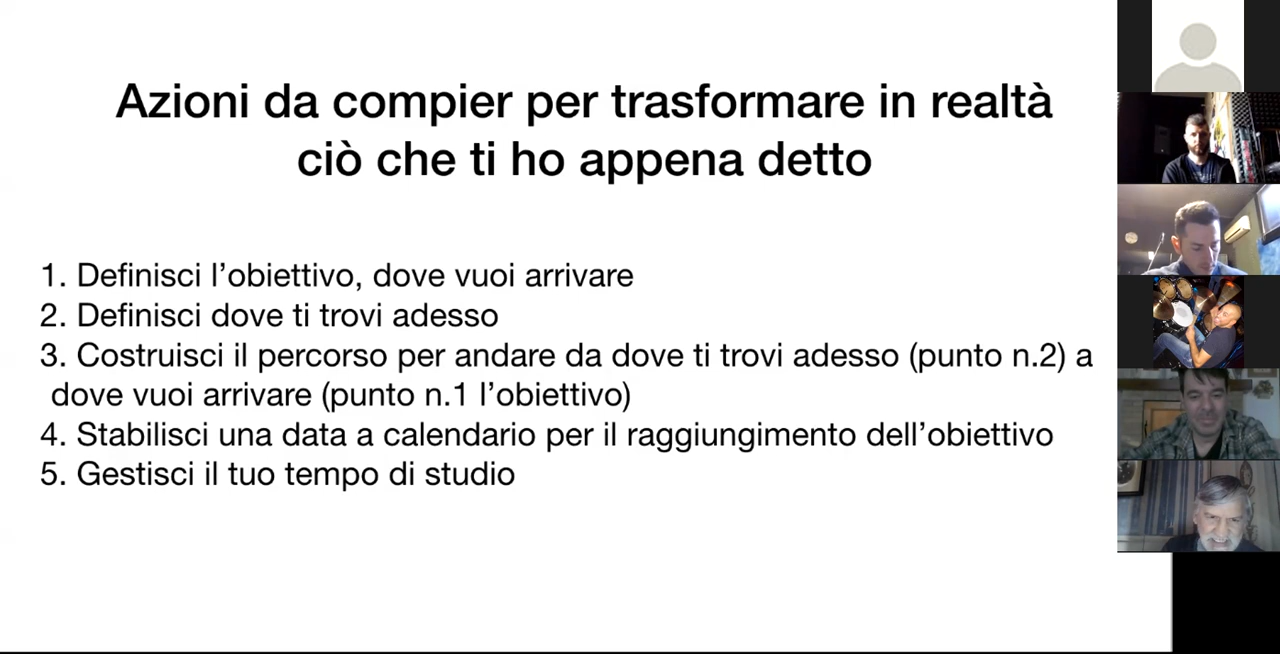 Azioni da compier per trasformare in realtà
ciò che ti ho appena detto
1. Definisci l’obiettivo, dove vuoi arrivare
2. Definisci dove ti trovi adesso
3. Costruisci il percorso per andare da dove ti trovi adesso (punto n.2) a
dove vuoi arrivare (punto n.1 l’obiettivo)
4. Stabilisci una data a calendario per il raggiungimento dell’obiettivo
5. Gestisci il tuo tempo di studio